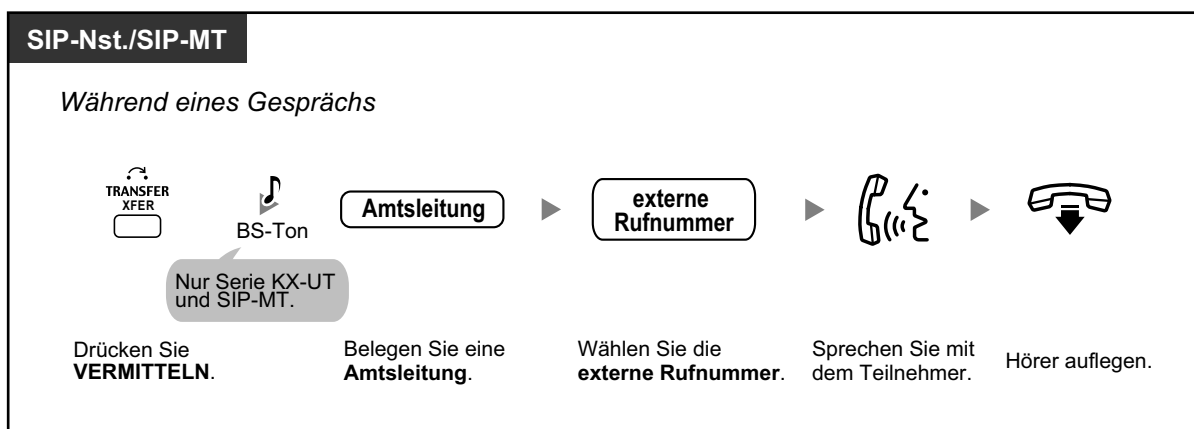 SIP-Nst./SIP-MT
Während eines Gesprächs
TRANSFER
XFER
BS-Ton
Nur Serie KX-UT
und SIP-MT.
Amtsleitung
externe
Rufnummer
Drücken Sie
VERMITTELN.
Belegen Sie eine
Amtsleitung.
Wählen Sie die
externe Rufnummer.
Sprechen Sie mit
dem Teilnehmer.
Hörer auflegen.